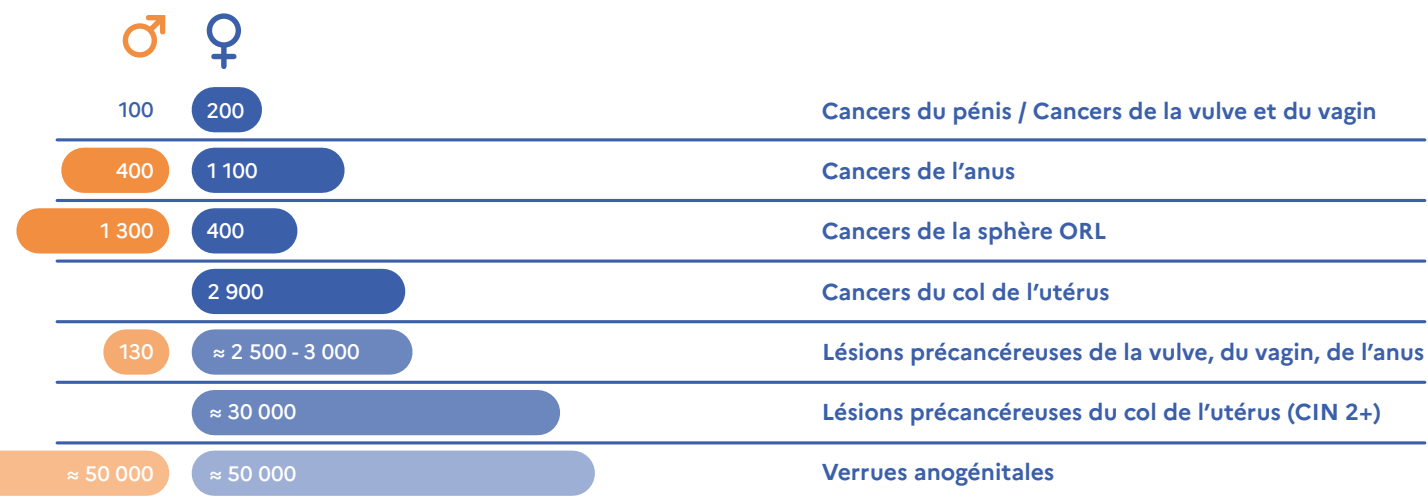 100 200 Cancers du pénis / Cancers de la vulve et du vagin
400 1 100 Cancers de l’anus
1 300 400 Cancers de la sphère ORL
2 900 Cancers du col de l’utérus
130 ≈ 2 500 - 3 000 Lésions précancéreuses de la vulve, du vagin, de l’anus
≈ 30 000 Lésions précancéreuses du col de l’utérus (CIN 2+)
≈ 50 000 ≈ 50 000 Verrues anogénitales